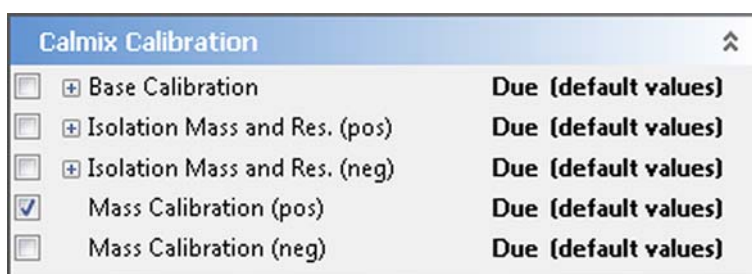 Calmix Calibration
Base Calibration Due (default values)
Isolation Mass and Res. (pos) Due (default values)
Isolation Mass and Res. (neg) Due (default values)
Mass Calibration (pos) Due (default values)
Mass Calibration (neg) Due (default values)